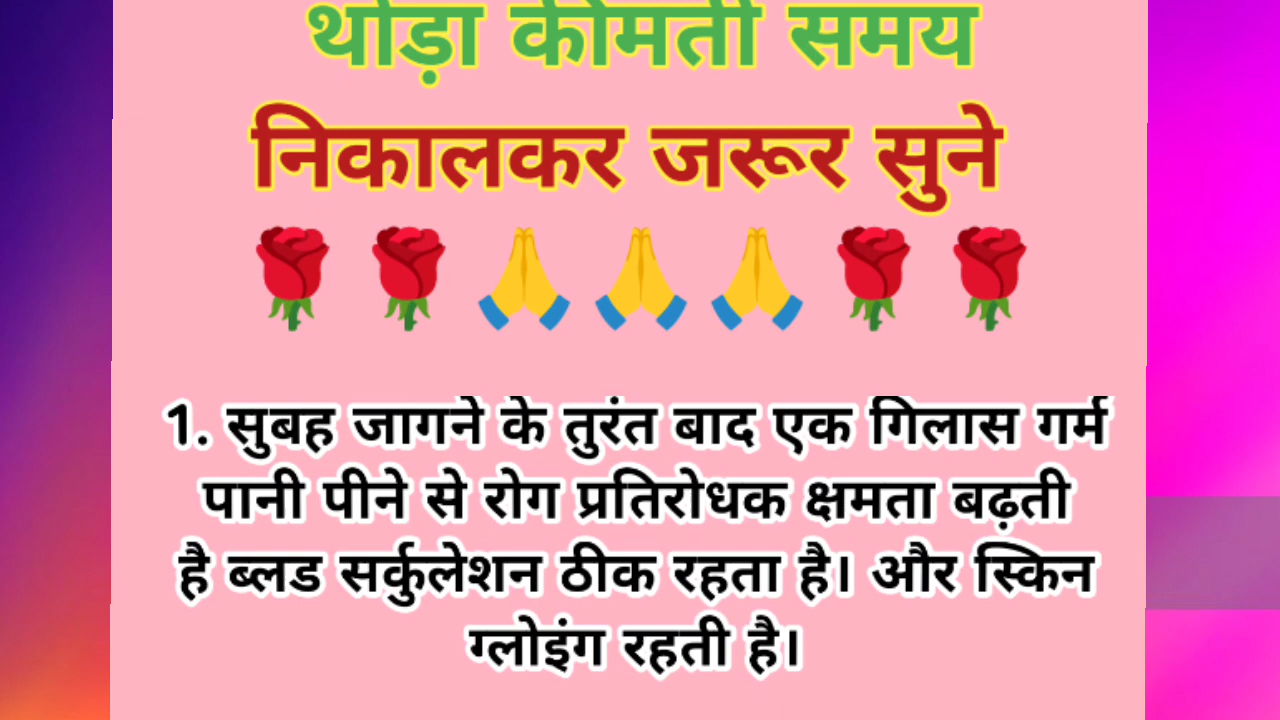 थोड़ा कीमती समय
निकालकर जरूर सुने
🌹🌹🙏🙏🙏🌹🌹
1. सुबह जागने के तुरंत बाद एक गिलास गर्म
पानी पीने से रोग प्रतिरोधक क्षमता बढ़ती
है ब्लड सर्कुलेशन ठीक रहता है। और स्किन
ग्लोइंग रहती है।